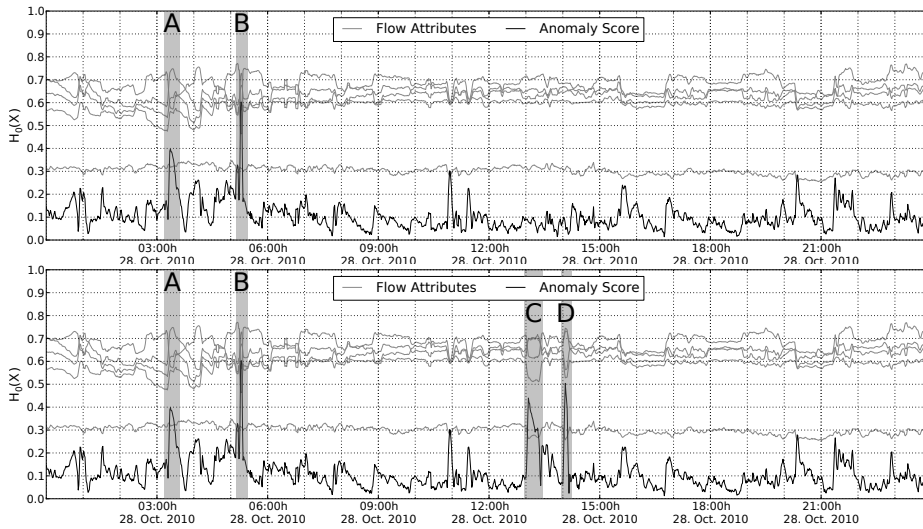 A B
Flow Attributes Anomaly Score
1.0
0.9
0.8
0.7
0.6
0.5
0.4
0.3
0.2
0.1
0.0
H₀(X)
03:00h 06:00h 09:00h 12:00h 15:00h 18:00h 21:00h
28. Oct. 2010 28. Oct. 2010 28. Oct. 2010 28. Oct. 2010 28. Oct. 2010 28. Oct. 2010 28. Oct. 2010
A B C D
Flow Attributes Anomaly Score
1.0
0.9
0.8
0.7
0.6
0.5
0.4
0.3
0.2
0.1
0.0
H₀(X)
03:00h 06:00h 09:00h 12:00h 15:00h 18:00h 21:00h
28. Oct. 2010 28. Oct. 2010 28. Oct. 2010 28. Oct. 2010 28. Oct. 2010 28. Oct. 2010 28. Oct. 2010